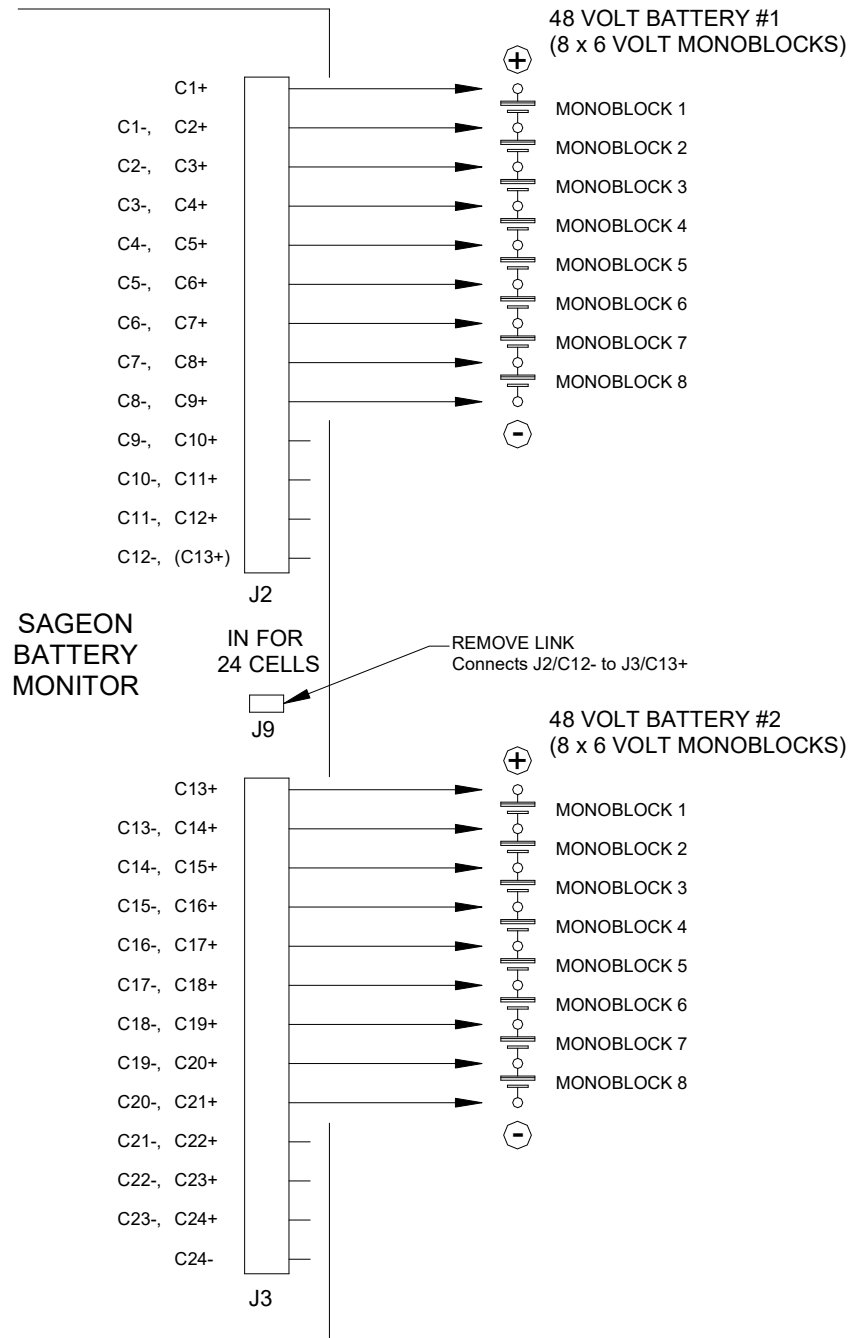 48 VOLT BATTERY #1
(8 x 6 VOLT MONOBLOCKS)
+
C1+
MONOBLOCK 1
C1-, C2+
MONOBLOCK 2
C2-, C3+
MONOBLOCK 3
C3-, C4+
MONOBLOCK 4
C4-, C5+
MONOBLOCK 5
C5-, C6+
MONOBLOCK 6
C6-, C7+
MONOBLOCK 7
C7-, C8+
MONOBLOCK 8
C8-, C9+
-
C9-, C10+
C10-, C11+
C11-, C12+
C12-, (C13+)
J2
SAGEON
BATTERY
MONITOR
IN FOR
24 CELLS
J9
REMOVE LINK
Connects J2/C12- to J3/C13+
48 VOLT BATTERY #2
(8 x 6 VOLT MONOBLOCKS)
+
C13+
MONOBLOCK 1
C13-, C14+
MONOBLOCK 2
C14-, C15+
MONOBLOCK 3
C15-, C16+
MONOBLOCK 4
C16-, C17+
MONOBLOCK 5
C17-, C18+
MONOBLOCK 6
C18-, C19+
MONOBLOCK 7
C19-, C20+
MONOBLOCK 8
C20-, C21+
-
C21-, C22+
C22-, C23+
C23-, C24+
C24-
J3